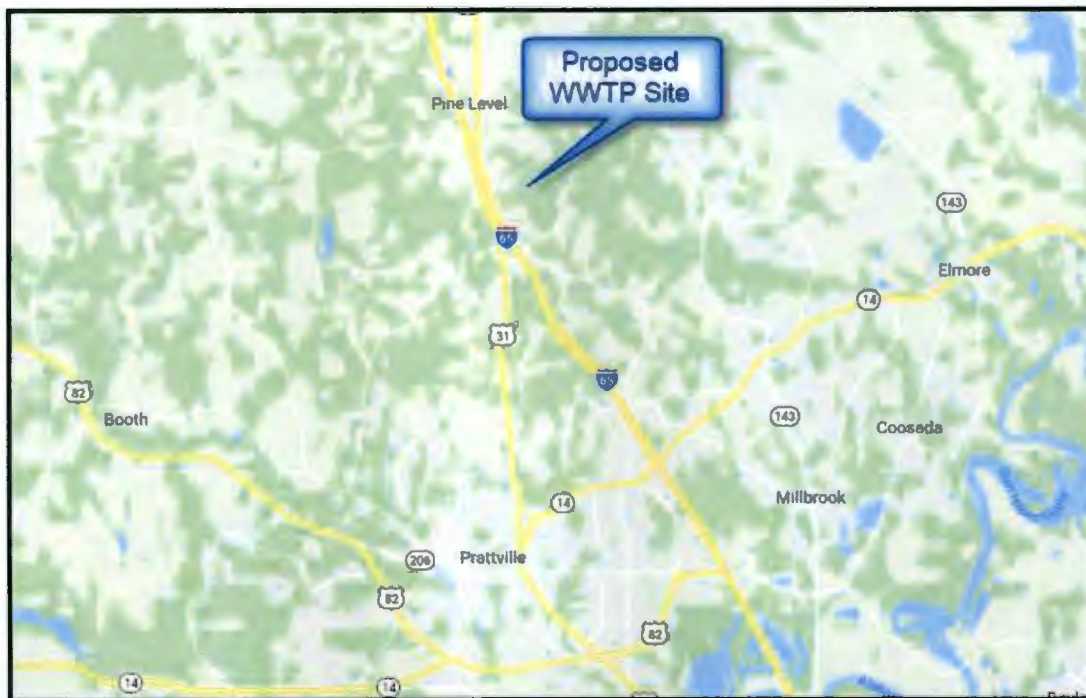 Proposed
WWTP Site
Pine Level
143
65
Elmore
14
31
65
82
Booth
143
Coosada
Millbrook
14
Prattville
206
82
82
14
14